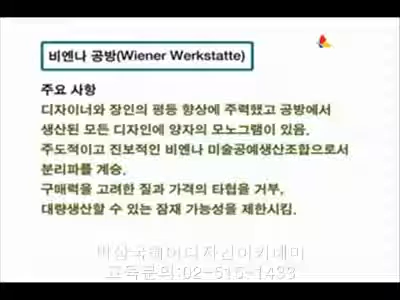 비엔나 공방(Wiener Werkstatte)
주요 사항
디자이너와 장인의 평등 향상에 주력했고 공방에서
생산된 모든 디자인에 양자의 모노그램이 있음.
주도적이고 진보적인 비엔나 미술공예생산조합으로서
분리파를 계승.
구매력을 고려한 질과 가격의 타협을 거부,
대량생산할 수 있는 잠재 가능성을 제한시킴.
교육문의:02-515-1433